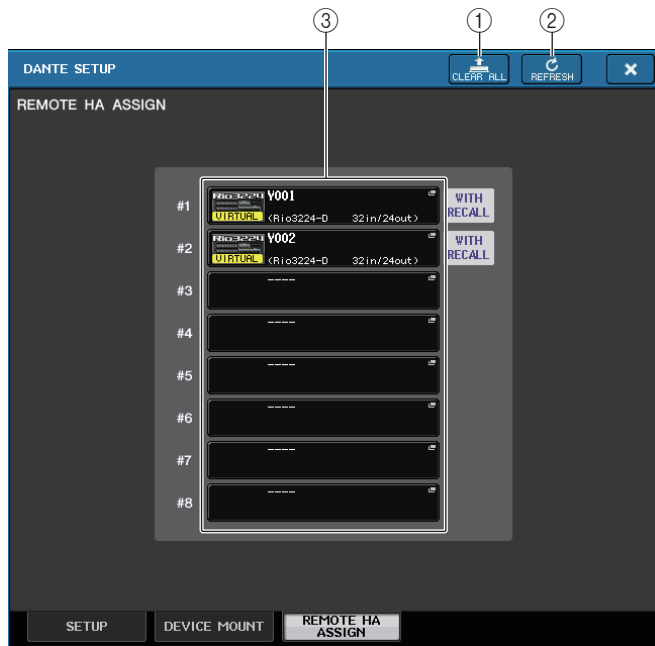 ③ ① ②
DANTE SETUP CLEAR ALL REFRESH ×
REMOTE HA ASSIGN
#1 Rio3224 Y001 WITH
VIRTUAL (Rio3224-D 32in/24out) RECALL
#2 Rio3224 Y002 WITH
VIRTUAL (Rio3224-D 32in/24out) RECALL
#3 ----
#4 ----
#5 ----
#6 ----
#7 ----
#8 ----
SETUP DEVICE MOUNT REMOTE HA
ASSIGN